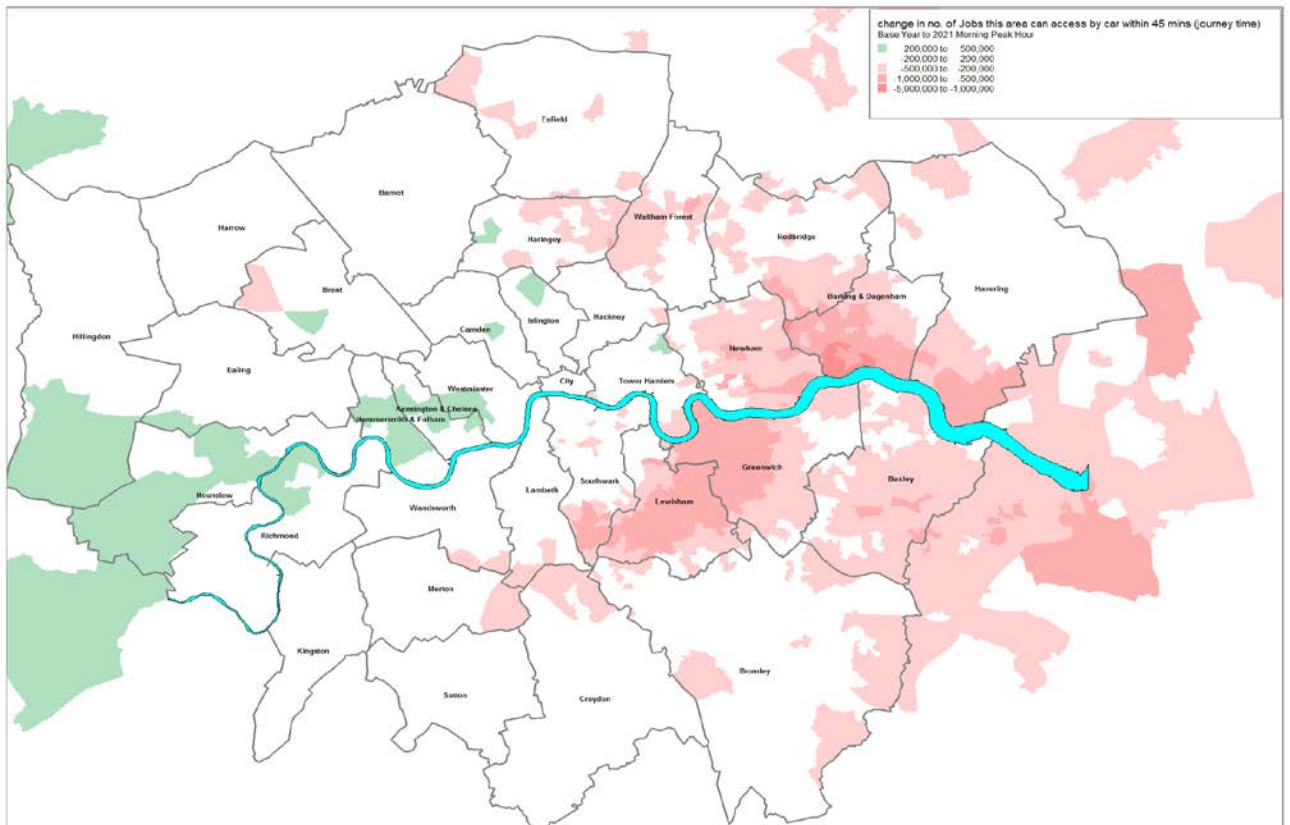 change in no. of Jobs this area can access by car within 45 mins (journey time)
Base Year to 2021 Morning Peak Hour
200,000 to 500,000
-200,000 to 200,000
-500,000 to -200,000
-1,000,000 to -500,000
-5,000,000 to -1,000,000
Enfield
Barnet
Harrow
Haringey
Waltham Forest
Redbridge
Havering
Brent
Barking & Dagenham
Hillingdon
Camden
Islington
Hackney
Newham
Ealing
City
Tower Hamlets
Westminster
Kensington & Chelsea
Hammersmith & Fulham
Greenwich
Bexley
Hounslow
Southwark
Lambeth
Lewisham
Wandsworth
Richmond
Merton
Kingston
Bromley
Sutton
Croydon